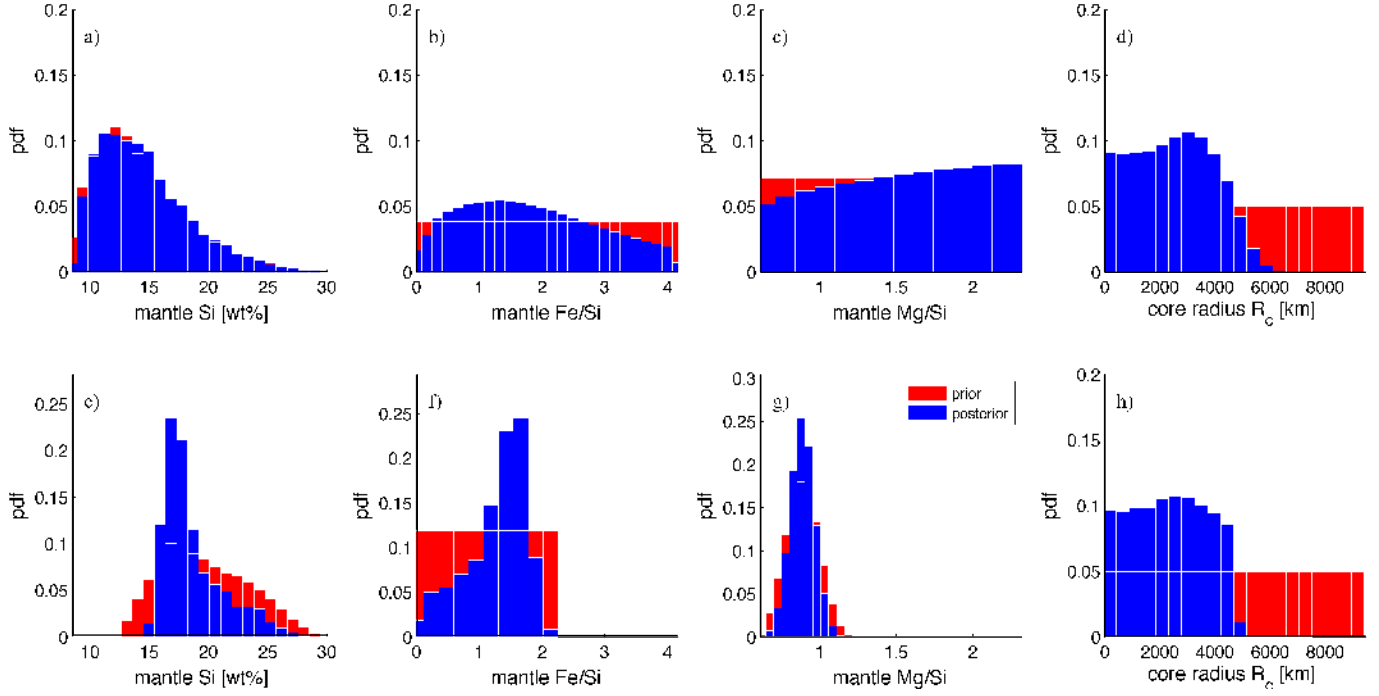 0.2 0.2 0.2 0.2
a) b) c) d)
0.15 0.15 0.15 0.15
pdf pdf pdf pdf
0.1 0.1 0.1 0.1
0.05 0.05 0.05 0.05
0 0 0 0
10 15 20 25 30 0 1 2 3 4 1 1.5 2 0 2000 4000 6000 8000
mantle Si [wt%] mantle Fe/Si mantle Mg/Si core radius R_c [km]
0.25 0.25 0.3 0.2
e) f) g) h)
prior
posterior
0.2 0.2 0.25 0.15
0.15 0.15 0.2
pdf pdf pdf pdf
0.1 0.1 0.15 0.1
0.05 0.05 0.1 0.05
0.05
0 0 0 0
10 15 20 25 30 0 1 2 3 4 1 1.5 2 0 2000 4000 6000 8000
mantle Si [wt%] mantle Fe/Si mantle Mg/Si core radius R_c [km]